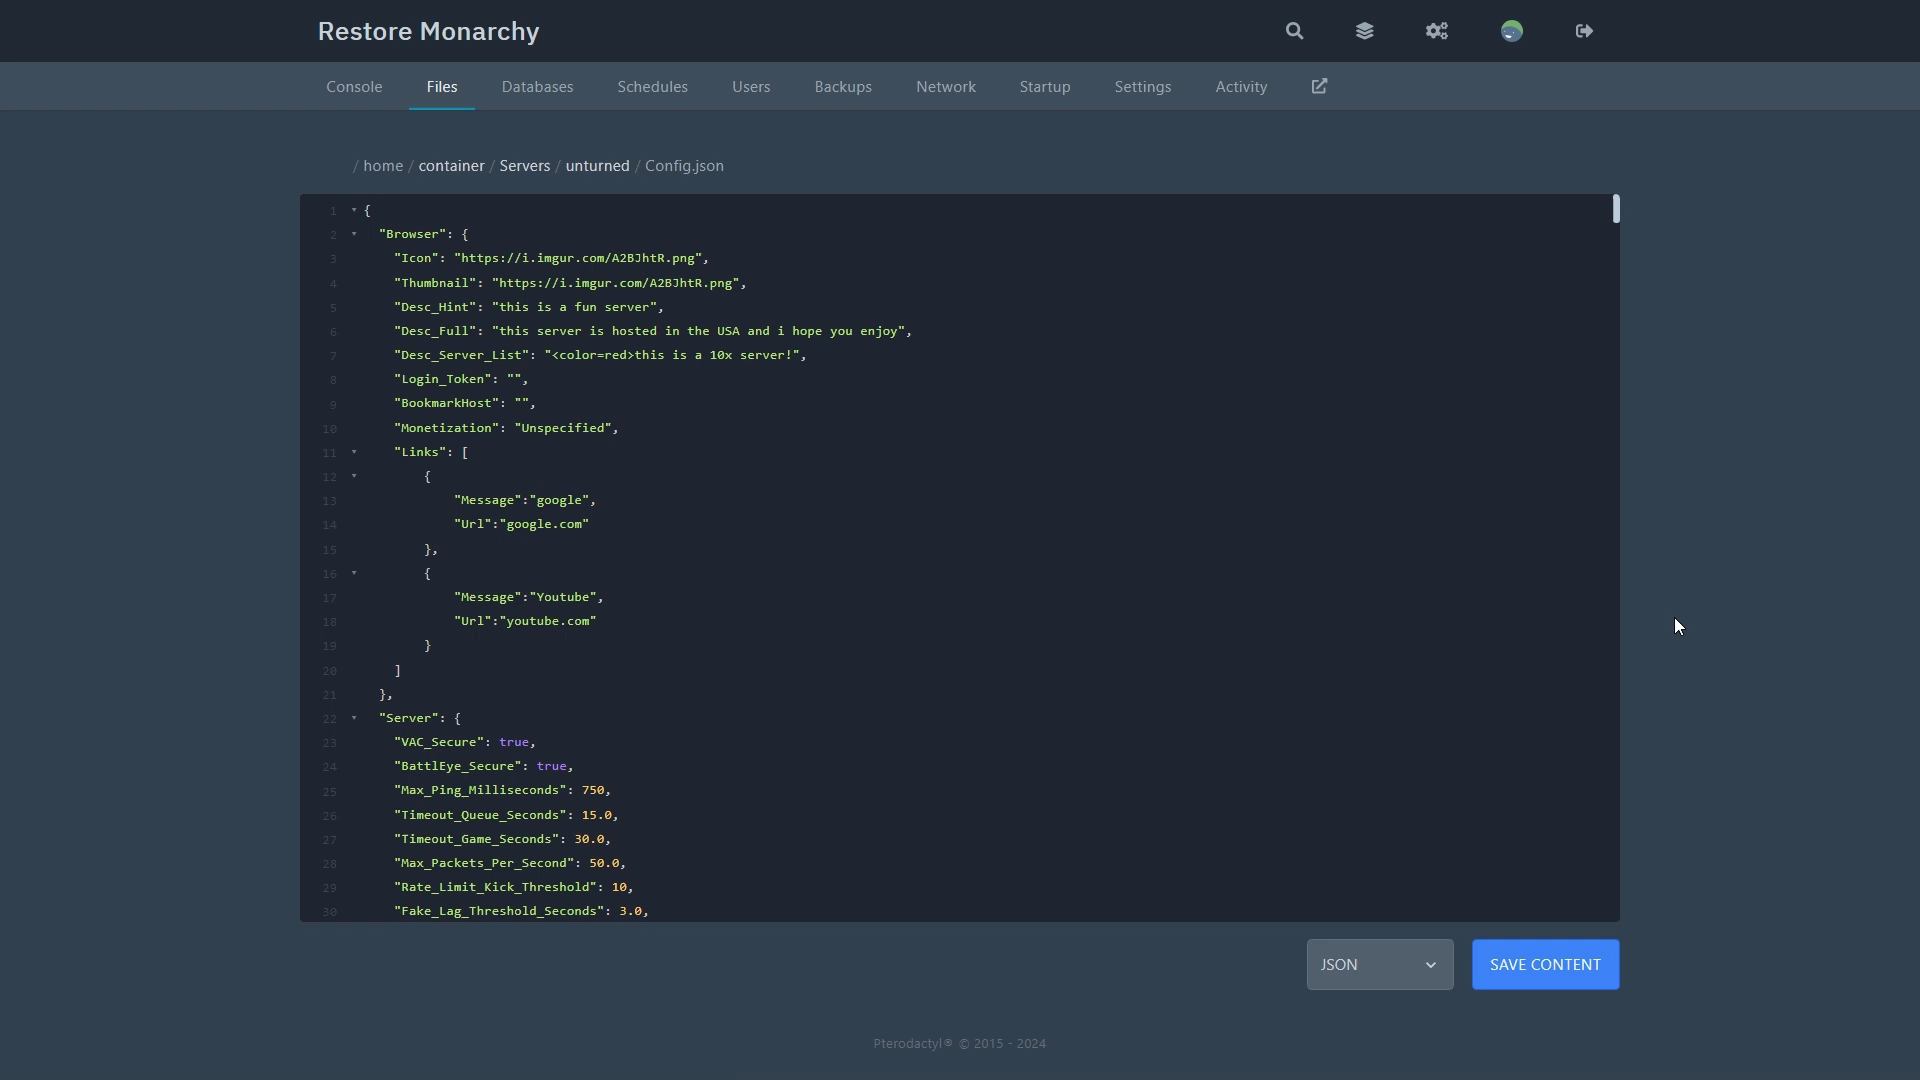 Restore Monarchy
Console Files Databases Schedules Users Backups Network Startup Settings Activity
/ home / container / Servers / unturned / Config.json
1 {
2 "Browser": {
3 "Icon": "https://i.imgur.com/A2BJhtR.png",
4 "Thumbnail": "https://i.imgur.com/A2BJhtR.png",
5 "Desc_Hint": "this is a fun server",
6 "Desc_Full": "this server is hosted in the USA and i hope you enjoy",
7 "Desc_Server_List": "<color=red>this is a 10x server!",
8 "Login_Token": "",
9 "BookmarkHost": "",
10 "Monetization": "Unspecified",
11 "Links": [
12 {
13 "Message":"google",
14 "Url":"google.com"
15 },
16 {
17 "Message":"Youtube",
18 "Url":"youtube.com"
19 }
20 ]
21 },
22 "Server": {
23 "VAC_Secure": true,
24 "BattlEye_Secure": true,
25 "Max_Ping_Milliseconds": 750,
26 "Timeout_Queue_Seconds": 15.0,
27 "Timeout_Game_Seconds": 30.0,
28 "Max_Packets_Per_Second": 50.0,
29 "Rate_Limit_Kick_Threshold": 10,
30 "Fake_Lag_Threshold_Seconds": 3.0,
JSON SAVE CONTENT
Pterodactyl® © 2015 - 2024